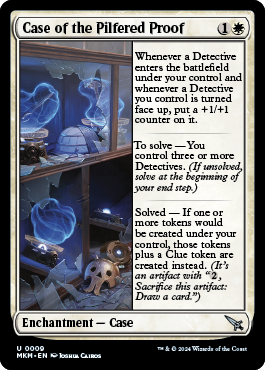 Case of the Pilfered Proof 1
Whenever a Detective
enters the battlefield
under your control and
whenever a Detective
you control is turned
face up, put a +1/+1
counter on it.
To solve — You
control three or more
Detectives. (If unsolved,
solve at the beginning of
your end step.)
Solved — If one or
more tokens would
be created under your
control, those tokens
plus a Clue token are
created instead. (It's
an artifact with “2,
Sacrifice this artifact:
Draw a card.”)
Enchantment — Case
U 0009
MKM • EN Joshua Cairos
™ & © 2024 Wizards of the Coast